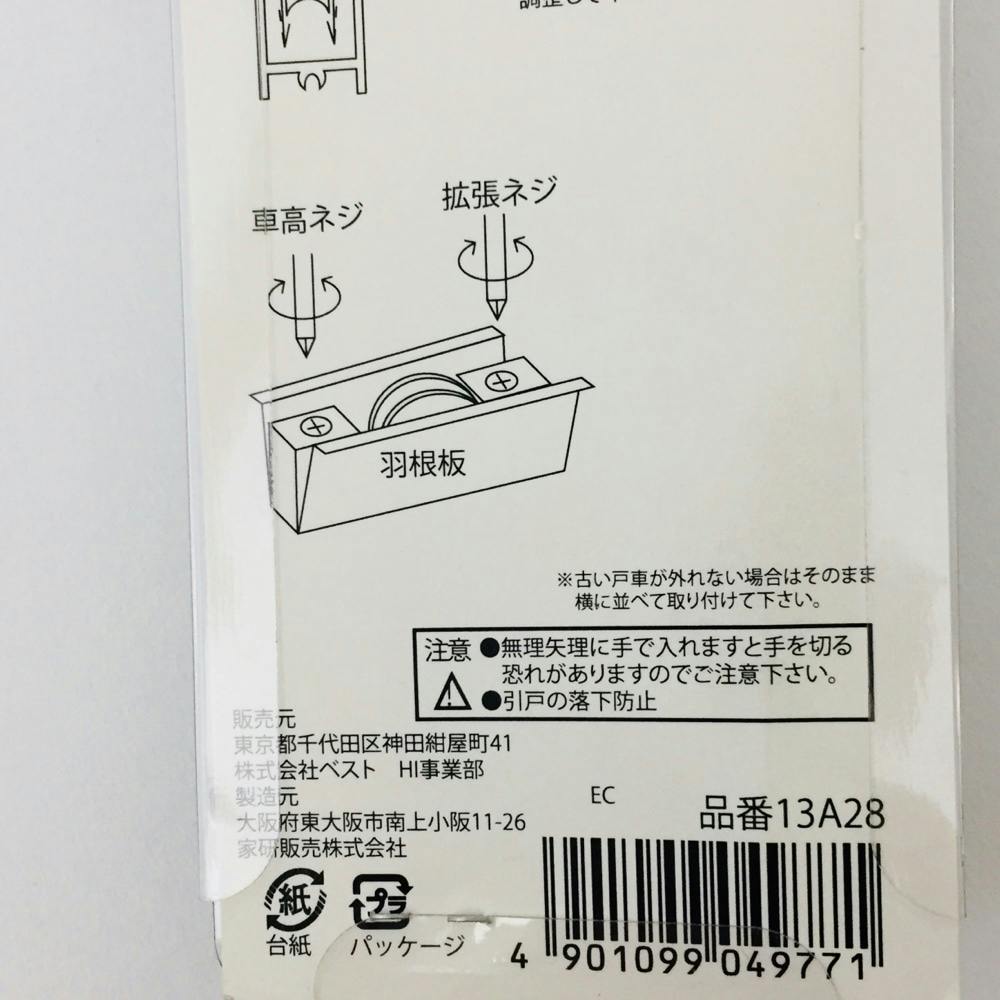 車高ネジ
拡張ネジ
羽根板
※古い戸車が外れない場合はそのまま
横に並べて取り付けて下さい。
注意 ●無理矢理に手で入れますと手を切る
恐れがありますのでご注意下さい。
●引戸の落下防止
販売元
東京都千代田区神田紺屋町41
株式会社ベスト HI事業部
製造元
大阪府東大阪市南上小阪11-26
家研販売株式会社
EC
品番13A28
紙
台紙
プラ
パッケージ
4 901099 049771